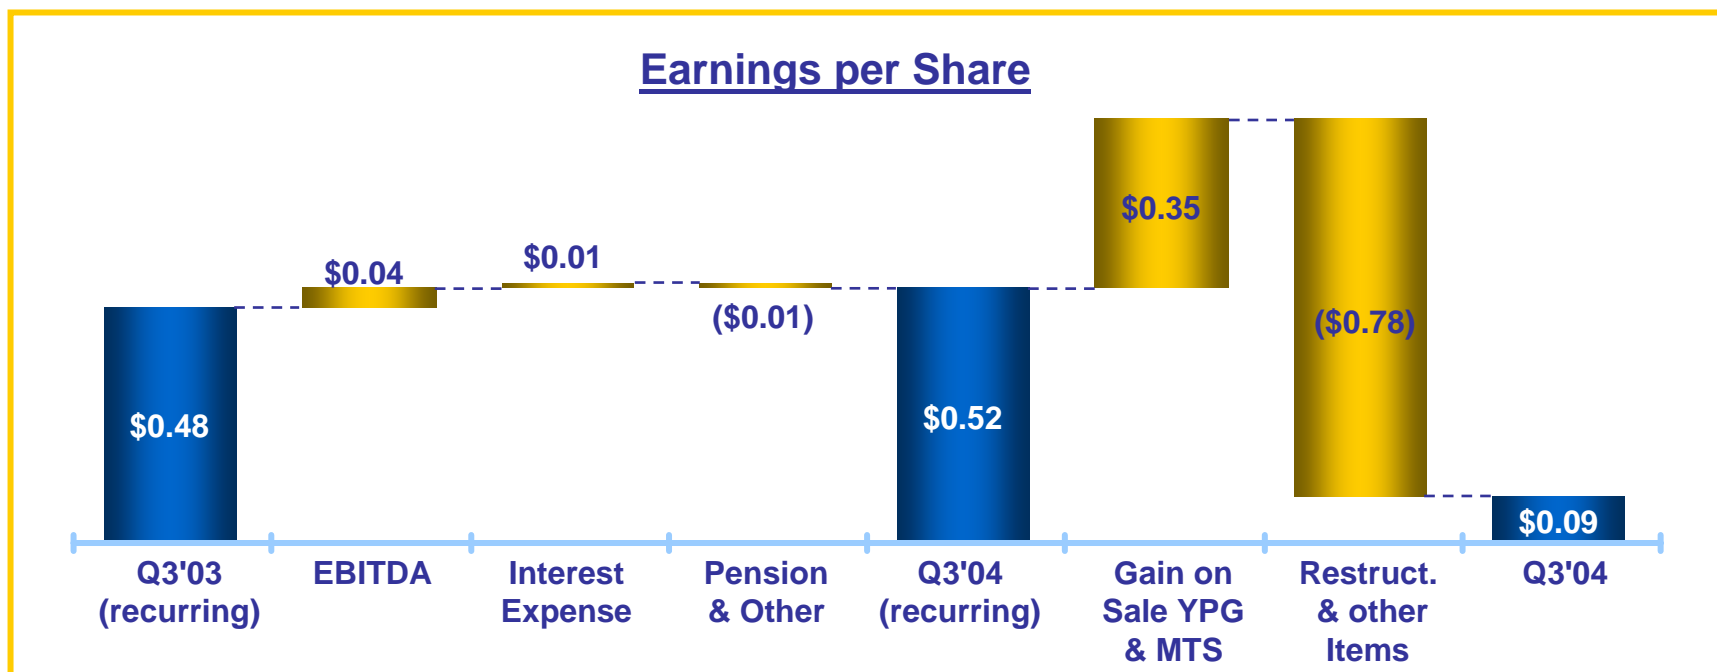 Earnings per Share
$0.35
$0.01
$0.04
($0.01)
($0.78)
$0.48
$0.52
$0.09
Q3'03
(recurring)
EBITDA
Interest
Expense
Pension
& Other
Q3'04
(recurring)
Gain on
Sale YPG
& MTS
Restruct.
& other
Items
Q3'04